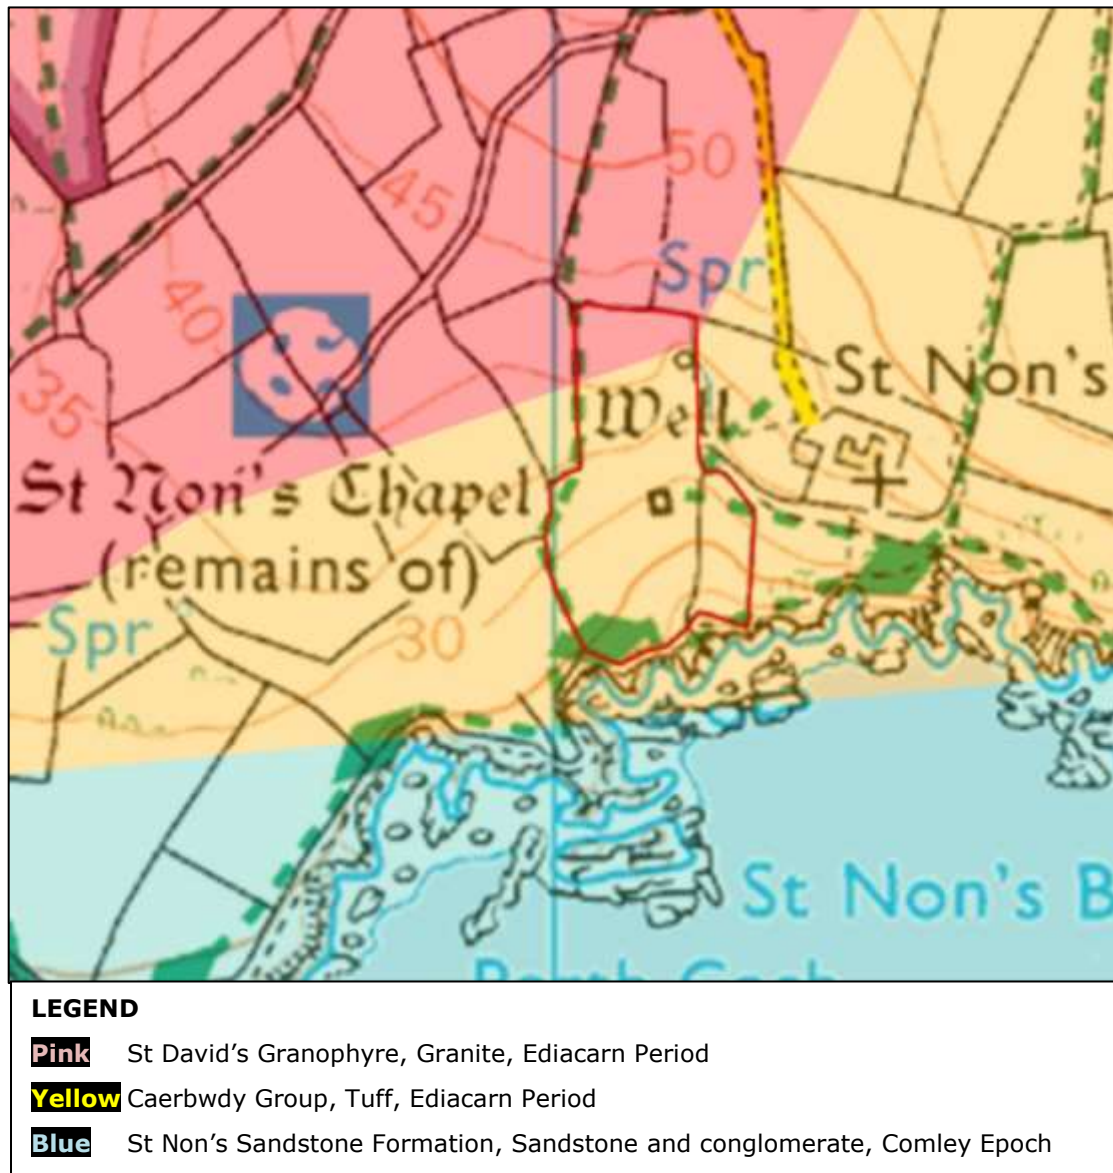 50
45
Spr
40
35
St Non's
Well
St Non's Chapel
(remains of)
Spr
30
St Non's B
LEGEND
Pink St David's Granophyre, Granite, Ediacarn Period
Yellow Caerbwdy Group, Tuff, Ediacarn Period
Blue St Non's Sandstone Formation, Sandstone and conglomerate, Comley Epoch